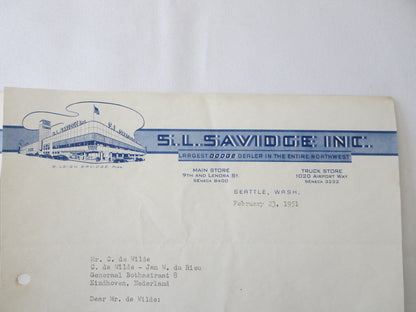 S. L. SAVIDGE INC.
LARGEST DODGE DEALER IN THE ENTIRE NORTHWEST
S. L. SAVIDGE
MAIN STORE
9TH AND LENORA ST.
SENECA 8400
TRUCK STORE
1020 AIRPORT WAY
SENECA 3333
SEATTLE, WASH.
February 23, 1951
Mr. C. de Wilde
C. de Wilde - Jan W. du Rieu
Generaal Bothastraat 8
Eindhoven, Nederland
Dear Mr. de Wilde: